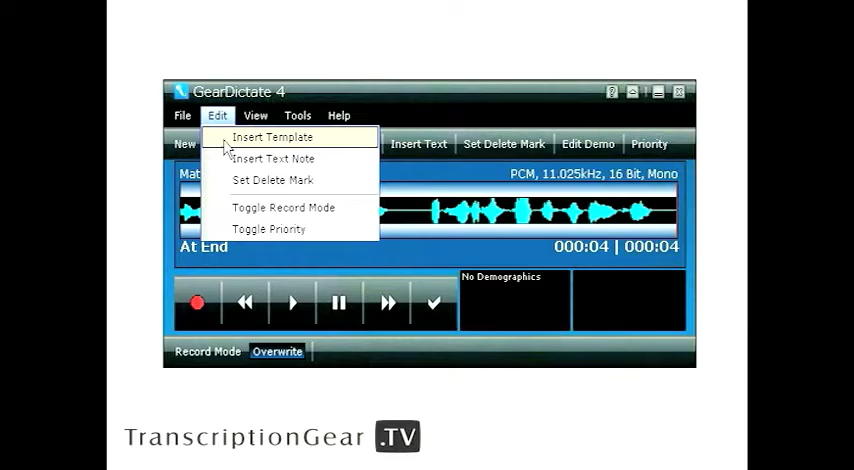 GearDictate 4
File Edit View Tools Help
New Insert Text Set Delete Mark Edit Demo Priority
Insert Template
Insert Text Note
Set Delete Mark
Toggle Record Mode
Toggle Priority
Mat PCM, 11.025kHz, 16 Bit, Mono
At End 000:04 | 000:04
No Demographics
Record Mode Overwrite
TranscriptionGear .TV